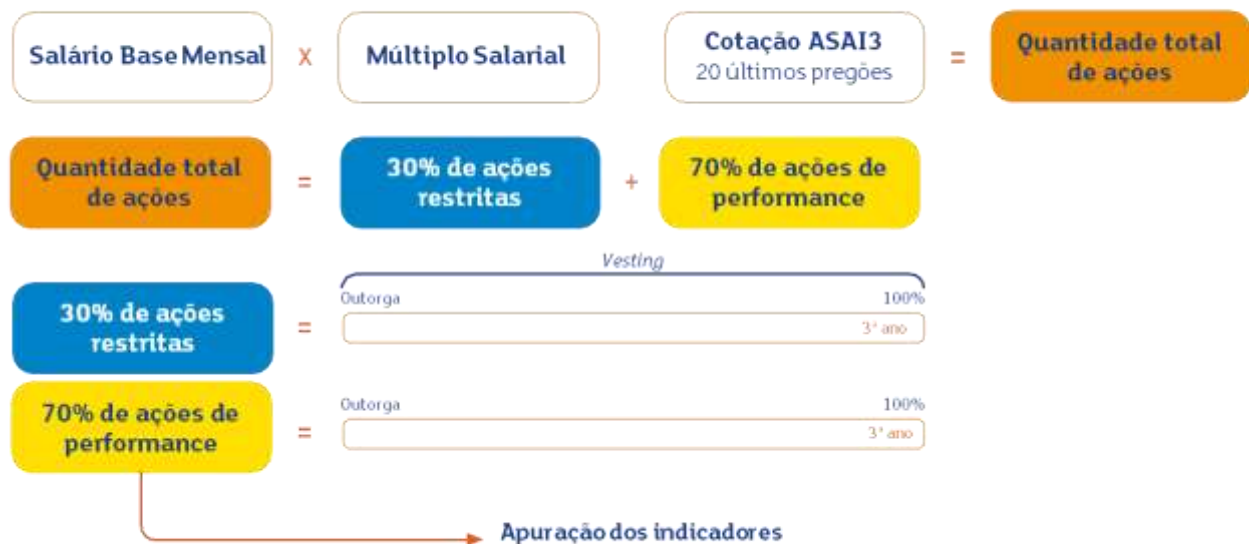 Salário Base Mensal
x
Múltiplo Salarial
Cotação ASAI3
20 últimos pregões
=
Quantidade total
de ações
Quantidade total
de ações
=
30% de ações
restritas
+
70% de ações de
performance
Vesting
30% de ações
restritas
=
Outorga
100%
3º ano
70% de ações de
performance
=
Outorga
100%
3º ano
Apuração dos indicadores